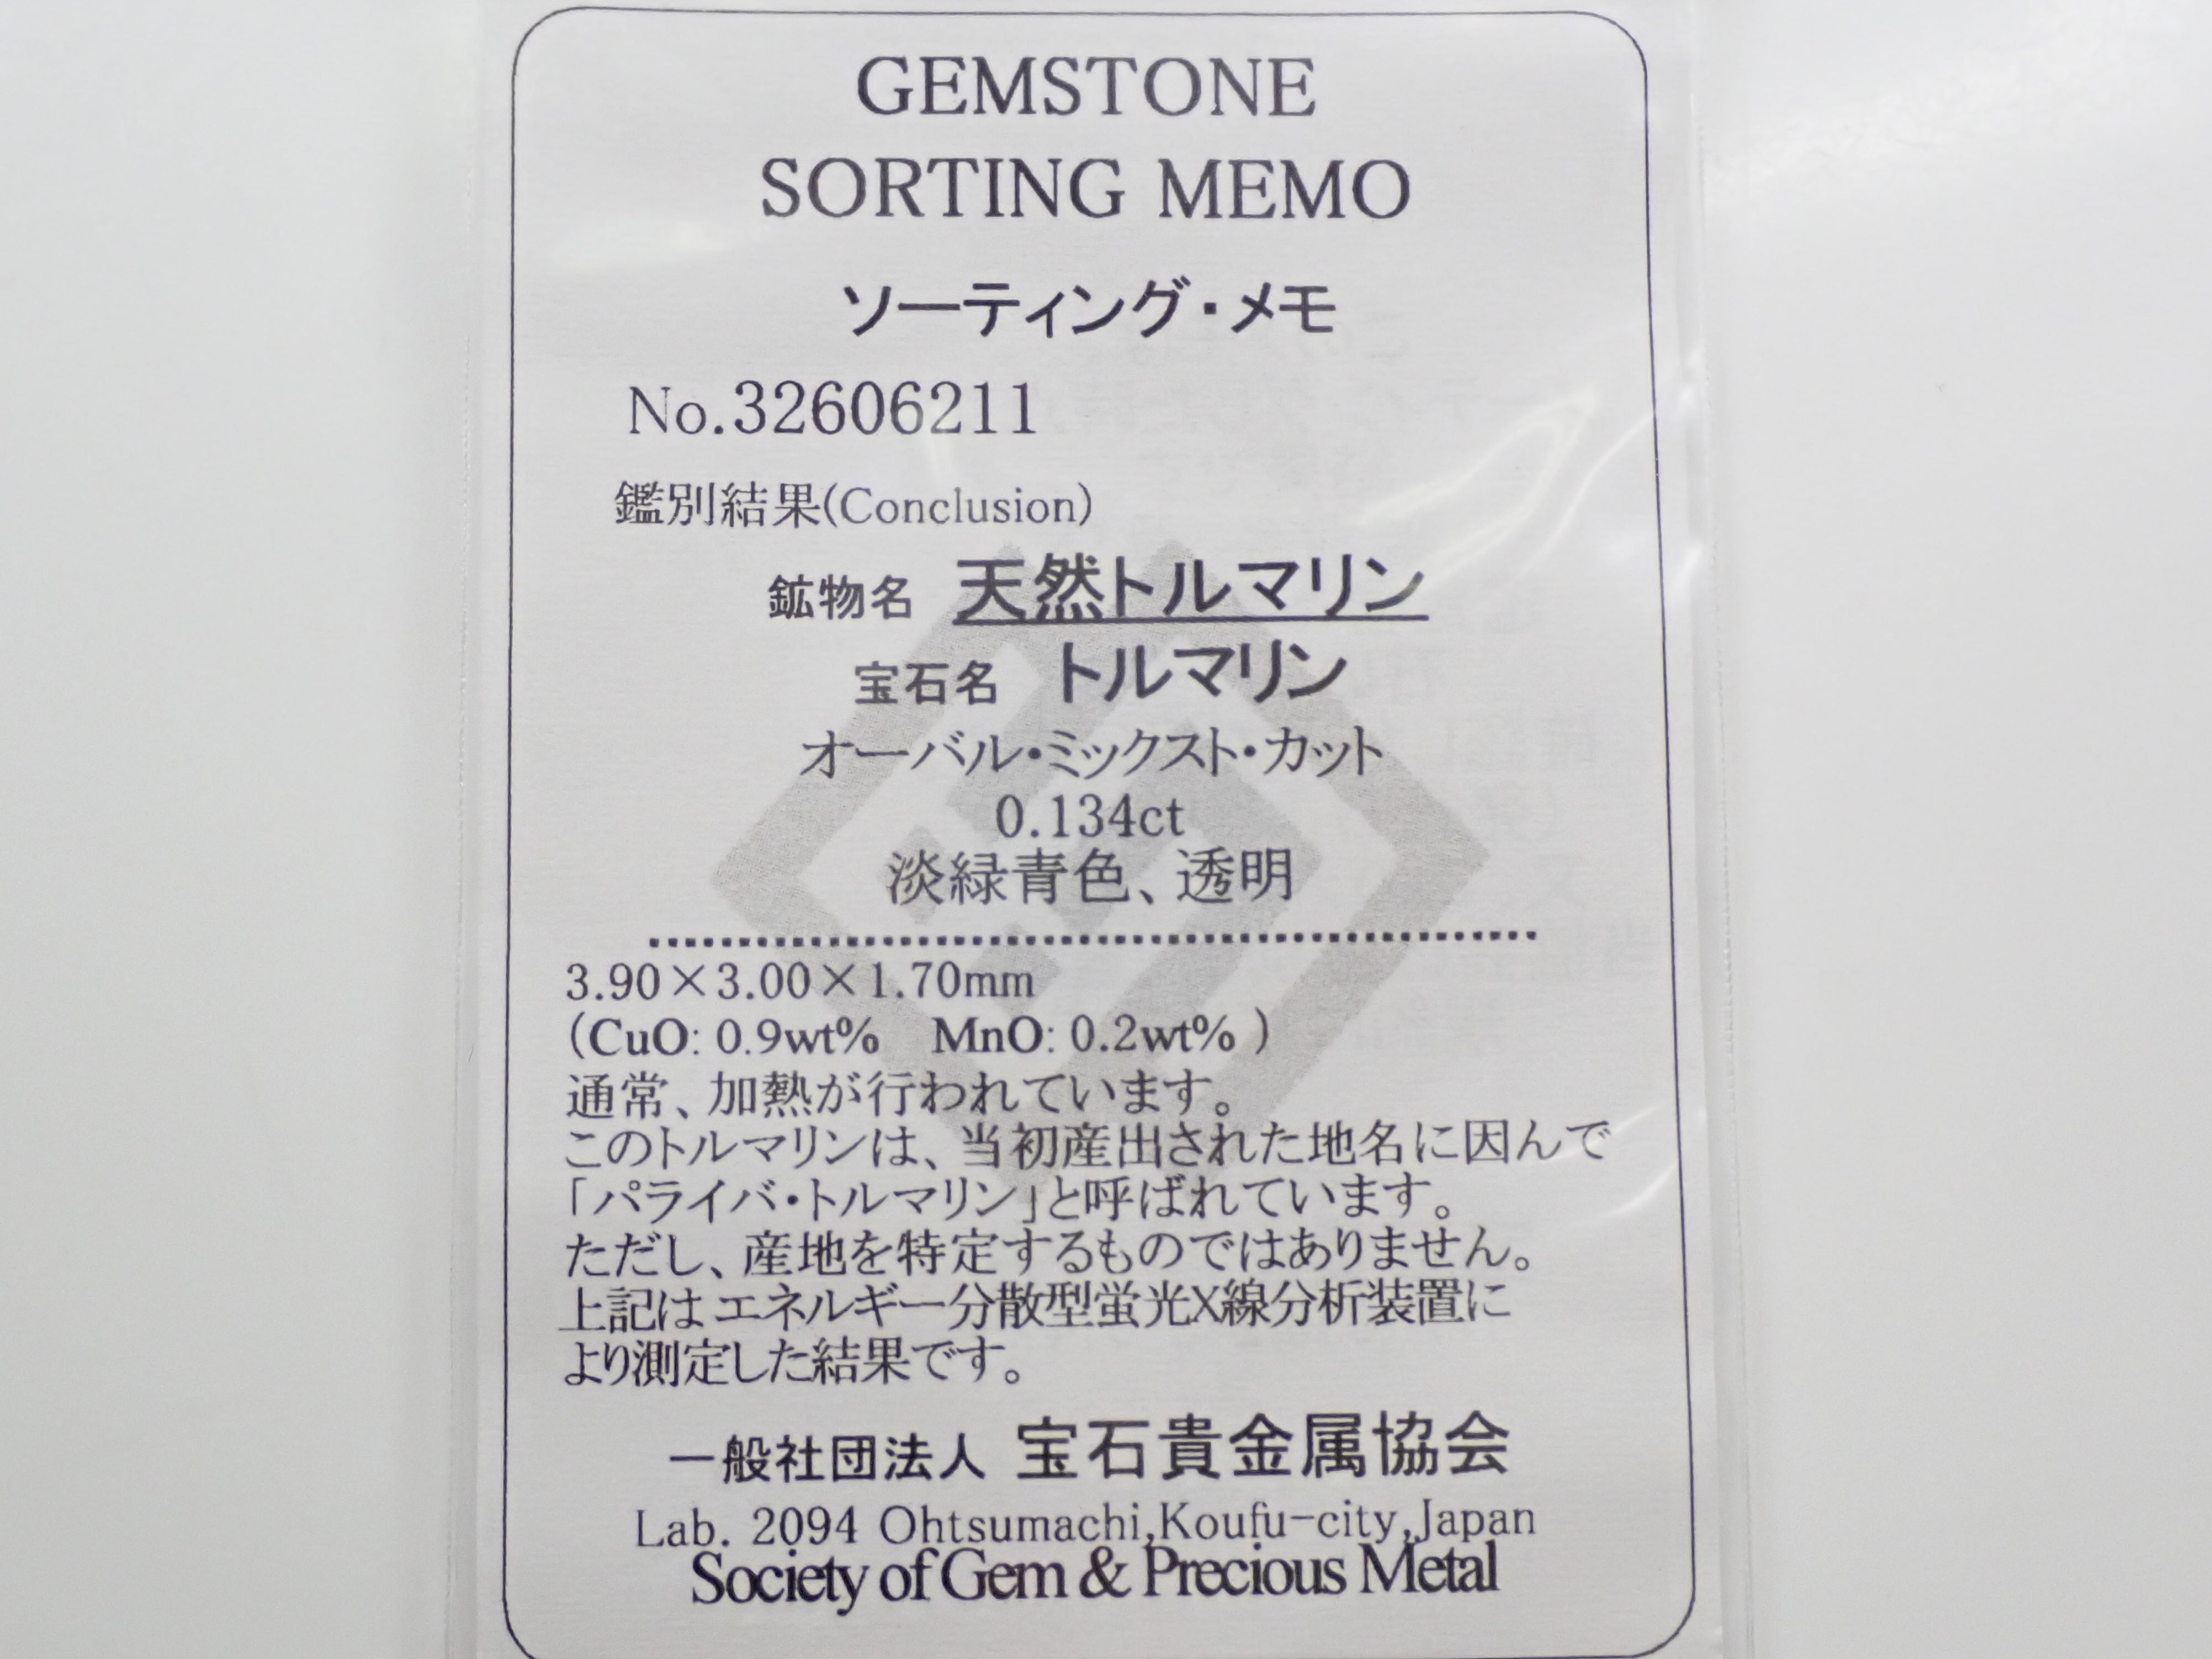 GEMSTONE
SORTING MEMO
ソーティング・メモ
No.32606211
鑑別結果(Conclusion)
鉱物名 天然トルマリン
宝石名 トルマリン
オーバル・ミックスト・カット
0.134ct
淡緑青色、透明
3.90×3.00×1.70mm
(CuO: 0.9wt% MnO: 0.2wt% )
通常、加熱が行われています。
このトルマリンは、当初産出された地名に因んで
「パライバ・トルマリン」と呼ばれています。
ただし、産地を特定するものではありません。
上記はエネルギー分散型蛍光X線分析装置に
より測定した結果です。
一般社団法人 宝石貴金属協会
Lab. 2094 Ohtsumachi,Koufu-city,Japan
Society of Gem & Precious Metal